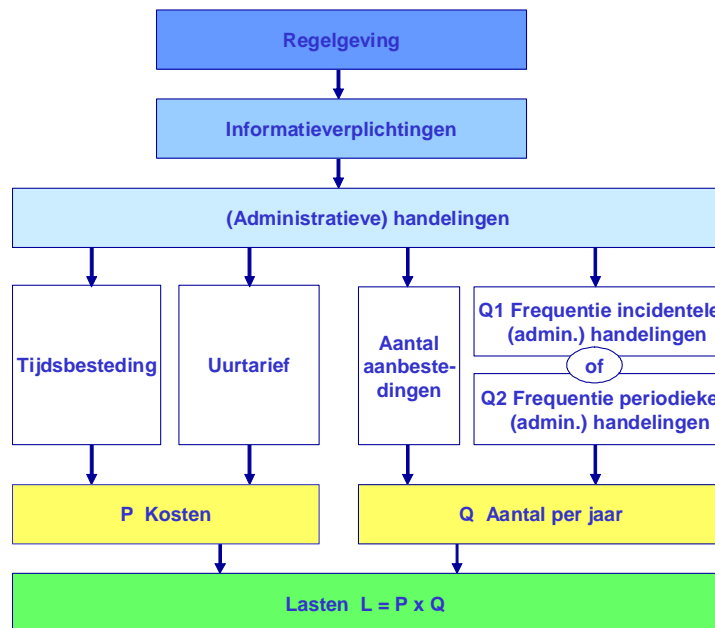 Regelgeving
Informatieverplichtingen
(Administratieve) handelingen
Tijdsbesteding
Uurtarief
Aantal
aanbeste-
dingen
Q1 Frequentie incidentele
(admin.) handelingen
of
Q2 Frequentie periodieke
(admin.) handelingen
P Kosten
Q Aantal per jaar
Lasten L = P x Q